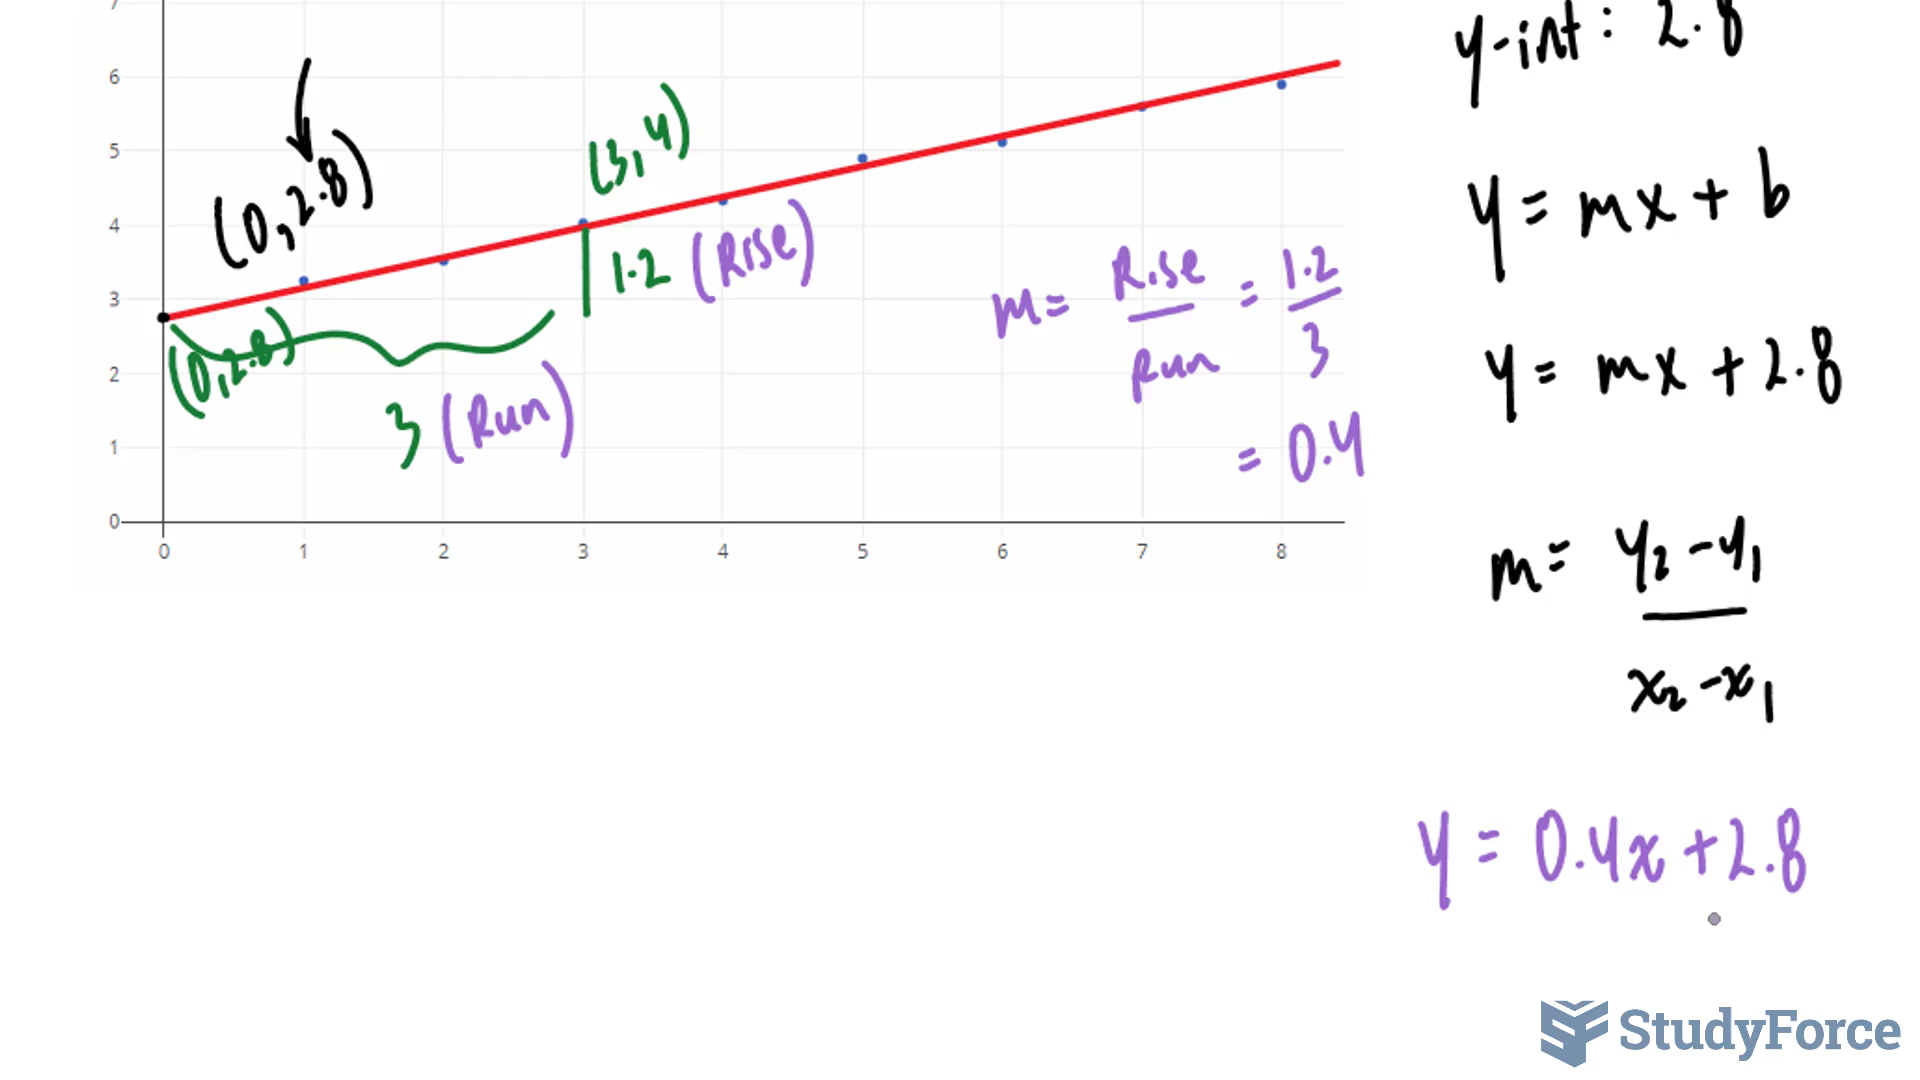 7
6
5
4
3
2
1
0
0 1 2 3 4 5 6 7 8
(0,2.8)
(3,4)
1.2 (Rise)
(0,2.8)
3 (Run)
m= Rise/Run = 1.2/3
= 0.4
y-int: 2.8
y = mx + b
y = mx + 2.8
m = y₂ - y₁
x₂ - x₁
y = 0.4x + 2.8
StudyForce